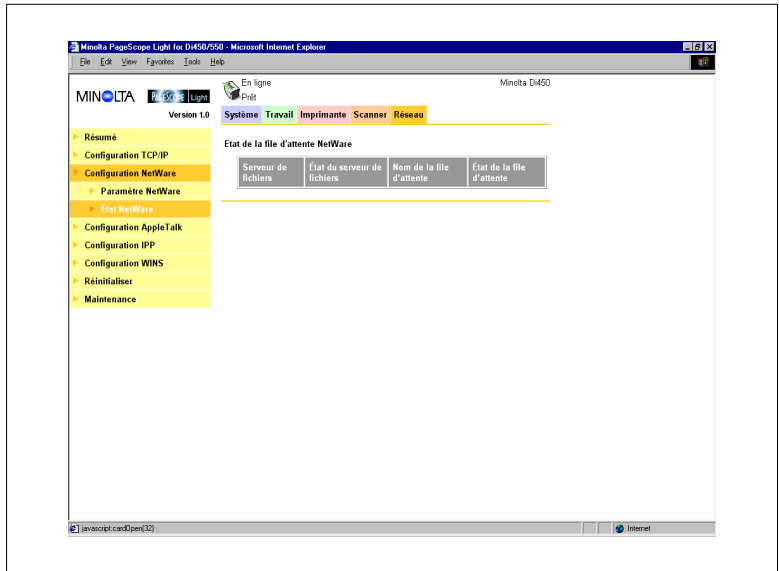 Minolta PageScope Light for Di450/550 - Microsoft Internet Explorer
File Edit View Favorites Tools Help
MINOLTA PAGESCOPE Light
Version 1.0
En ligne
Prêt
Minolta Di450
Système Travail Imprimante Scanner Réseau
Résumé
Configuration TCP/IP
Configuration NetWare
Paramètre NetWare
État NetWare
Configuration AppleTalk
Configuration IPP
Configuration WINS
Réinitialiser
Maintenance
Etat de la file d'attente NetWare
Serveur de fichiers
État du serveur de fichiers
Nom de la file d'attente
État de la file d'attente
javascript:cardOpen(32)
Internet